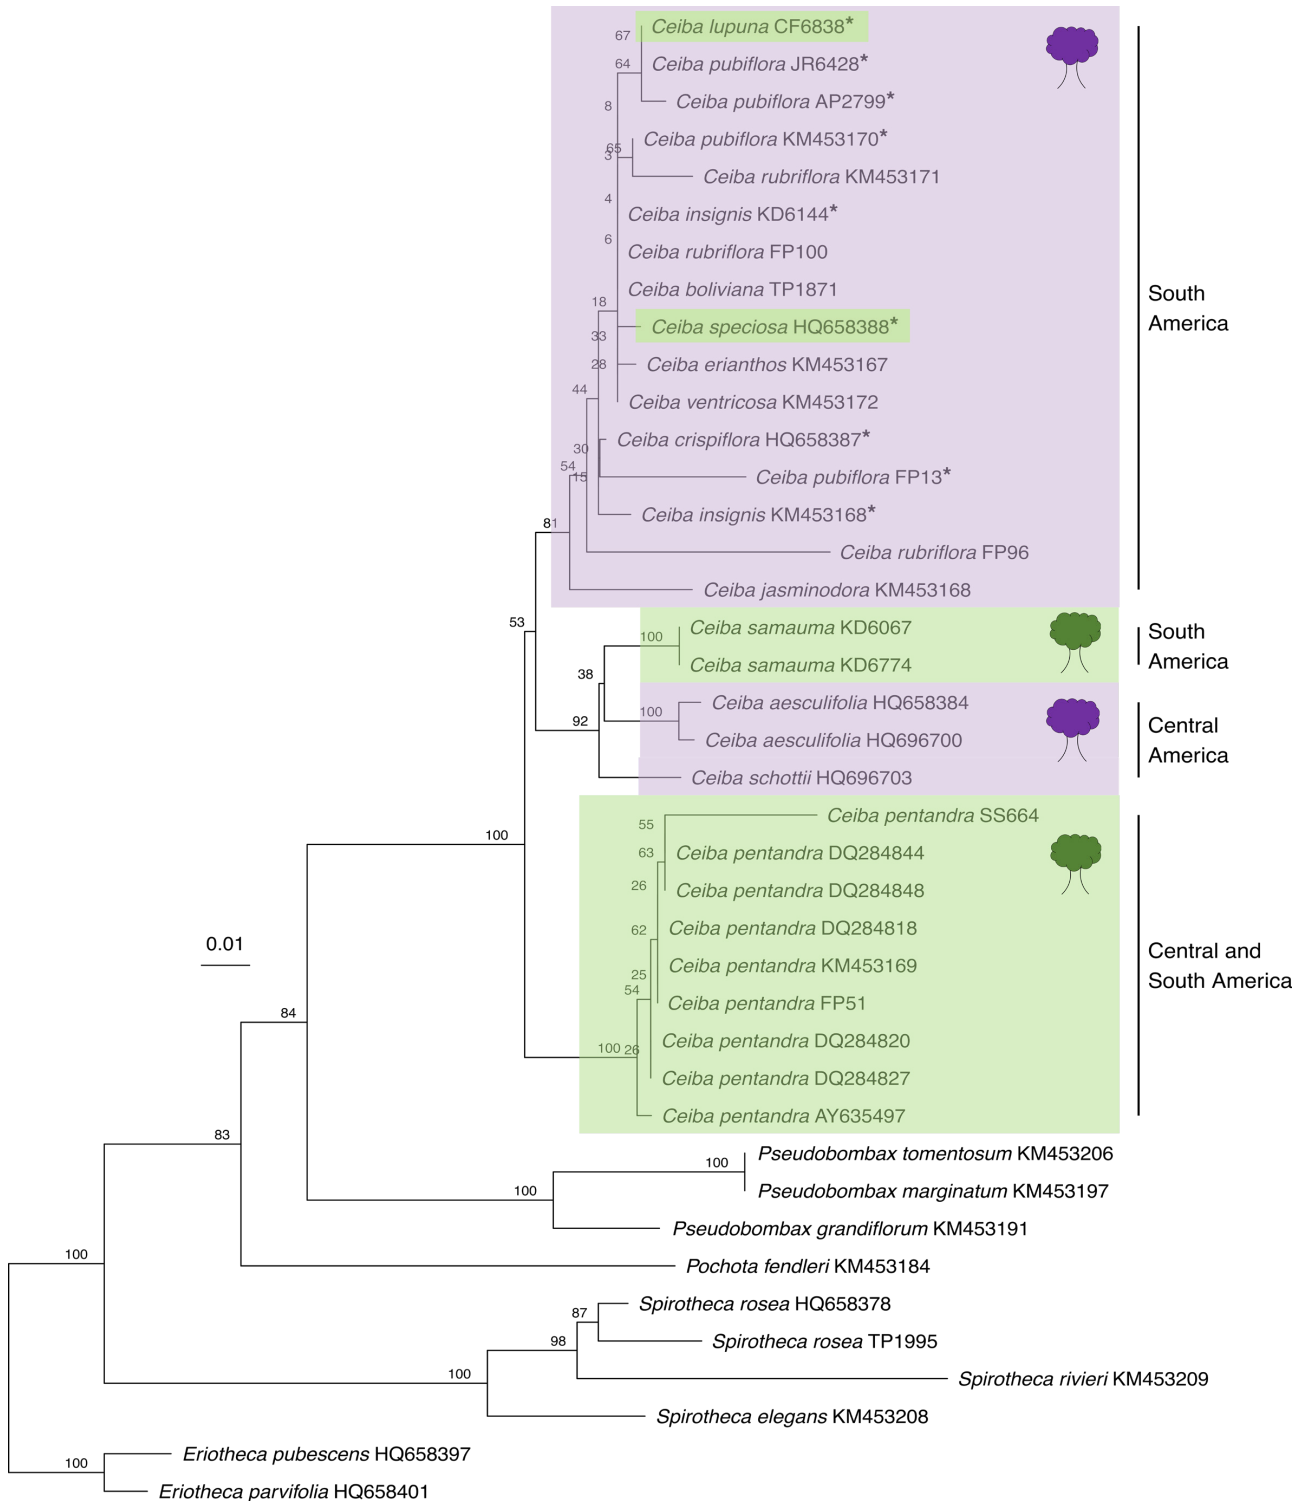 Ceiba lupuna CF6838*
67
Ceiba pubiflora JR6428*
64
Ceiba pubiflora AP2799*
8
Ceiba pubiflora KM453170*
65
3
Ceiba rubriflora KM453171
4
Ceiba insignis KD6144*
6
Ceiba rubriflora FP100
Ceiba boliviana TP1871
18
South
America
Ceiba speciosa HQ658388*
33
28
Ceiba erianthos KM453167
44
Ceiba ventricosa KM453172
Ceiba crispiflora HQ658387*
30
54
15
Ceiba pubiflora FP13*
Ceiba insignis KM453168*
81
Ceiba rubriflora FP96
Ceiba jasminodora KM453168
53
Ceiba samauma KD6067
100
South
America
Ceiba samauma KD6774
38
Ceiba aesculifolia HQ658384
100
92
Central
America
Ceiba aesculifolia HQ696700
Ceiba schottii HQ696703
Ceiba pentandra SS664
55
100
63
Ceiba pentandra DQ284844
26
Ceiba pentandra DQ284848
62
Ceiba pentandra DQ284818
0.01
Central and
South America
Ceiba pentandra KM453169
25
54
Ceiba pentandra FP51
84
Ceiba pentandra DQ284820
100
26
Ceiba pentandra DQ284827
Ceiba pentandra AY635497
83
Pseudobombax tomentosum KM453206
100
Pseudobombax marginatum KM453197
100
Pseudobombax grandiflorum KM453191
100
Pochota fendleri KM453184
Spirotheca rosea HQ658378
87
98
Spirotheca rosea TP1995
100
Spirotheca rivieri KM453209
Spirotheca elegans KM453208
Eriotheca pubescens HQ658397
100
Eriotheca parvifolia HQ658401